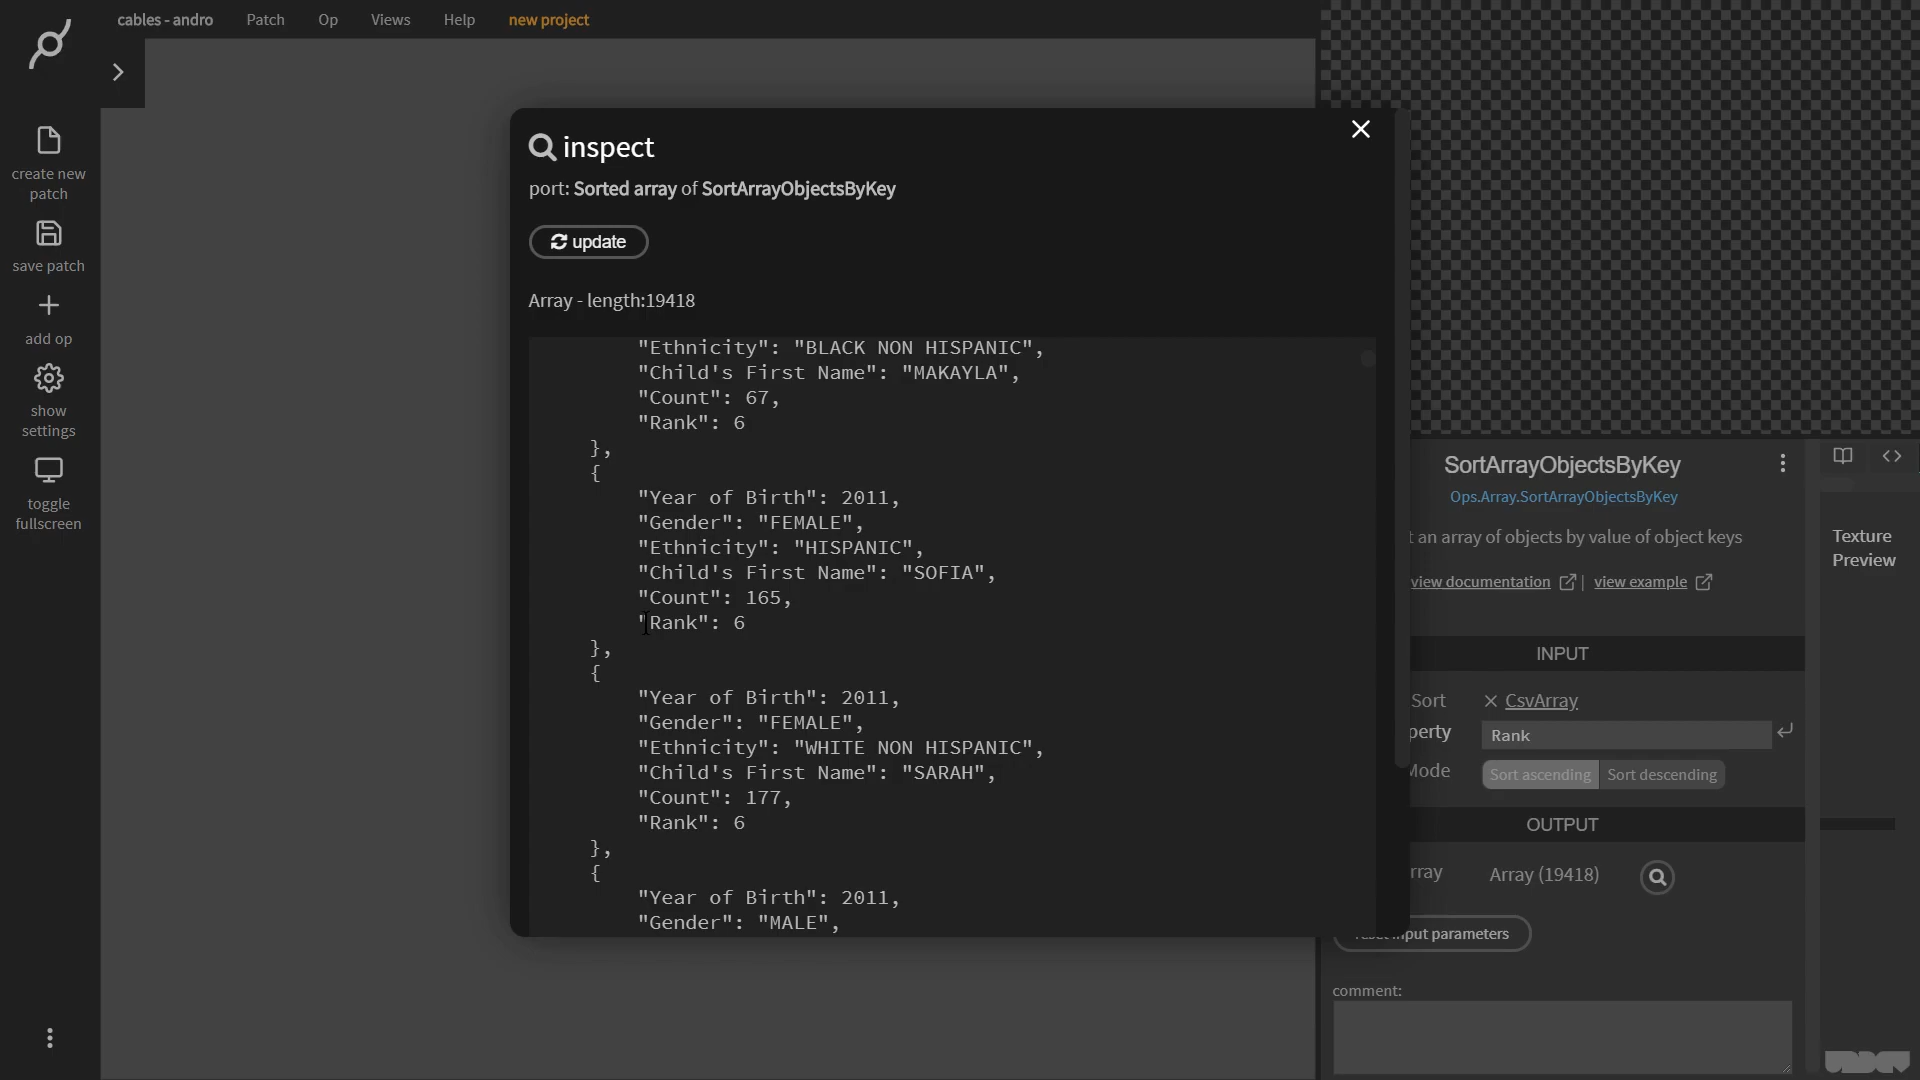 cables - andro
Patch
Op
Views
Help
new project
create new
patch
save patch
add op
show
settings
toggle
fullscreen
inspect
port: Sorted array of SortArrayObjectsByKey
update
Array - length:19418
"Ethnicity": "BLACK NON HISPANIC",
"Child's First Name": "MAKAYLA",
"Count": 67,
"Rank": 6
},
{
"Year of Birth": 2011,
"Gender": "FEMALE",
"Ethnicity": "HISPANIC",
"Child's First Name": "SOFIA",
"Count": 165,
"Rank": 6
},
{
"Year of Birth": 2011,
"Gender": "FEMALE",
"Ethnicity": "WHITE NON HISPANIC",
"Child's First Name": "SARAH",
"Count": 177,
"Rank": 6
},
{
"Year of Birth": 2011,
"Gender": "MALE",
SortArrayObjectsByKey
Ops.Array.SortArrayObjectsByKey
t an array of objects by value of object keys
view documentation | view example
INPUT
Sort
CsvArray
perty
Rank
Mode
Sort ascending
Sort descending
OUTPUT
rray
Array (19418)
input parameters
comment:
Texture
Preview